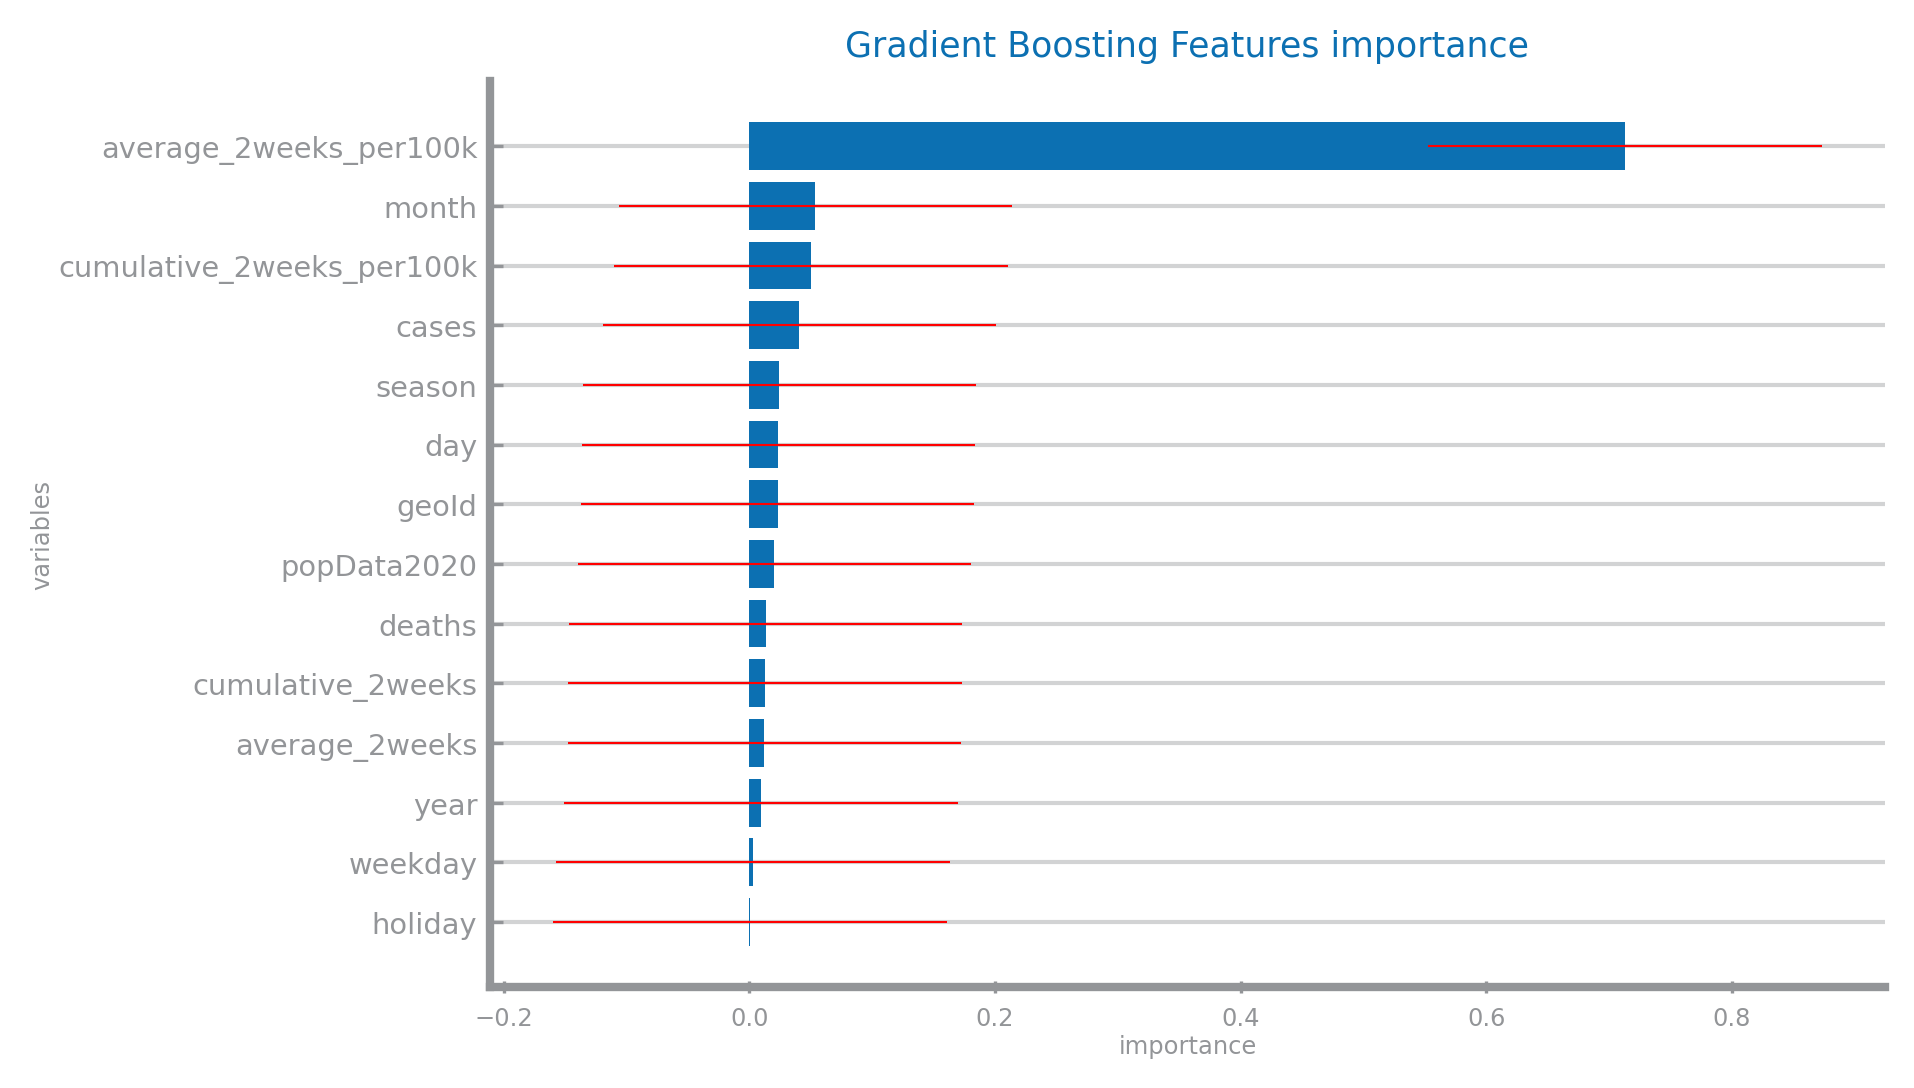 Gradient Boosting Features importance
average_2weeks_per100k
month
cumulative_2weeks_per100k
cases
season
day
geoId
popData2020
deaths
cumulative_2weeks
average_2weeks
year
weekday
holiday
variables
−0.2 0.0 0.2 0.4 0.6 0.8
importance